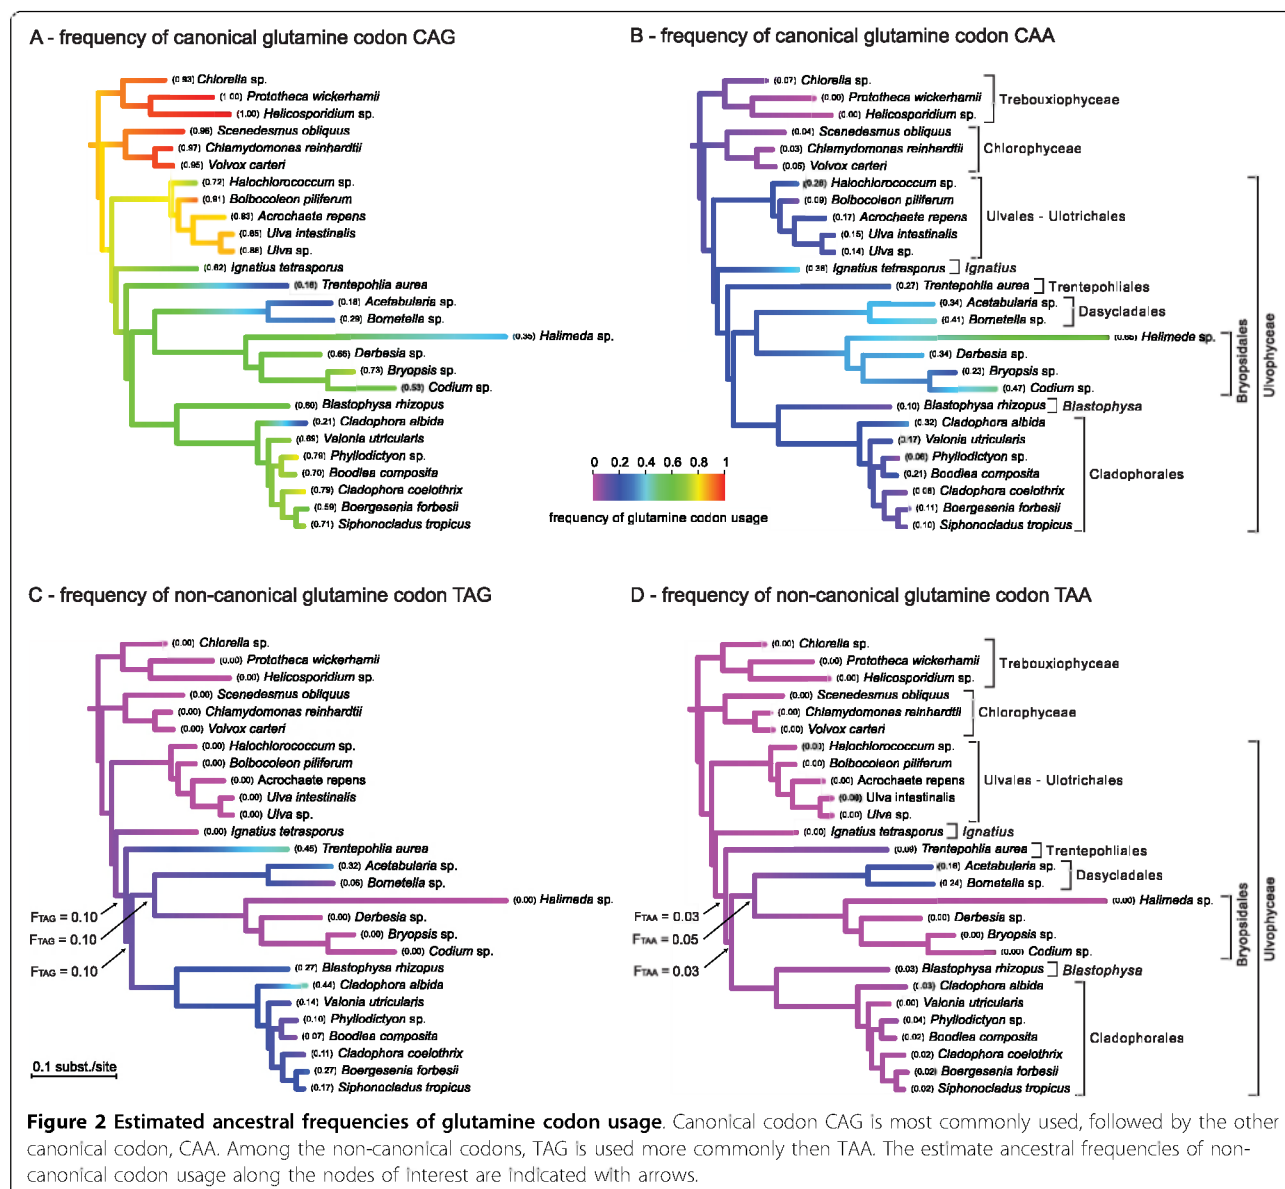 A - frequency of canonical glutamine codon CAG
(0.93) Chlorella sp.
(1.00) Prototheca wickerhamii
(1.00) Helicosporidium sp.
(0.96) Scenedesmus obliquus
(0.97) Chlamydomonas reinhardtii
(0.95) Volvox carteri
(0.72) Halochlorococcum sp.
(0.91) Bolbocoleon piliferum
(0.83) Acrochaete repens
(0.85) Ulva intestinalis
(0.86) Ulva sp.
(0.62) Ignatius tetrasporus
(0.18) Trentepohlia aurea
(0.18) Acetabularia sp.
(0.29) Bornetella sp.
(0.35) Halimeda sp.
(0.66) Derbesia sp.
(0.73) Bryopsis sp.
(0.53) Codium sp.
(0.60) Blastophysa rhizopus
(0.21) Cladophora albida
(0.69) Valonia utricularis
(0.79) Phyllodictyon sp.
(0.70) Boodlea composita
(0.79) Cladophora coelothrix
(0.59) Boergesenia forbesii
(0.71) Siphonocladus tropicus
B - frequency of canonical glutamine codon CAA
(0.07) Chlorella sp.
(0.00) Prototheca wickerhamii
(0.00) Helicosporidium sp.
Trebouxiophyceae
(0.04) Scenedesmus obliquus
(0.03) Chlamydomonas reinhardtii
(0.05) Volvox carteri
Chlorophyceae
(0.28) Halochlorococcum sp.
(0.09) Bolbocoleon piliferum
(0.17) Acrochaete repens
(0.15) Ulva intestinalis
(0.14) Ulva sp.
Ulvales - Ulotrichales
(0.38) Ignatius tetrasporus
Ignatius
(0.27) Trentepohlia aurea
Trentepohliales
(0.34) Acetabularia sp.
(0.41) Bornetella sp.
Dasycladales
(0.65) Halimeda sp.
(0.34) Derbesia sp.
(0.23) Bryopsis sp.
(0.47) Codium sp.
Bryopsidales
(0.10) Blastophysa rhizopus
Blastophysa
(0.32) Cladophora albida
(0.17) Valonia utricularis
(0.06) Phyllodictyon sp.
(0.21) Boodlea composita
(0.08) Cladophora coelothrix
(0.11) Boergesenia forbesii
(0.10) Siphonocladus tropicus
Cladophorales
Ulvophyceae
0 0.2 0.4 0.6 0.8 1
frequency of glutamine codon usage
C - frequency of non-canonical glutamine codon TAG
(0.00) Chlorella sp.
(0.00) Prototheca wickerhamii
(0.00) Helicosporidium sp.
(0.00) Scenedesmus obliquus
(0.00) Chlamydomonas reinhardtii
(0.00) Volvox carteri
(0.00) Halochlorococcum sp.
(0.00) Bolbocoleon piliferum
(0.00) Acrochaete repens
(0.00) Ulva intestinalis
(0.00) Ulva sp.
(0.00) Ignatius tetrasporus
(0.45) Trentepohlia aurea
(0.32) Acetabularia sp.
(0.06) Bornetella sp.
(0.00) Halimeda sp.
(0.00) Derbesia sp.
(0.00) Bryopsis sp.
(0.00) Codium sp.
(0.27) Blastophysa rhizopus
(0.44) Cladophora albida
(0.14) Valonia utricularis
(0.10) Phyllodictyon sp.
(0.07) Boodlea composita
(0.11) Cladophora coelothrix
(0.27) Boergesenia forbesii
(0.17) Siphonocladus tropicus
FTAG = 0.10
FTAG = 0.10
FTAG = 0.10
0.1 subst./site
D - frequency of non-canonical glutamine codon TAA
(0.00) Chlorella sp.
(0.00) Prototheca wickerhamii
(0.00) Helicosporidium sp.
Trebouxiophyceae
(0.00) Scenedesmus obliquus
(0.00) Chlamydomonas reinhardtii
(0.00) Volvox carteri
Chlorophyceae
(0.00) Halochlorococcum sp.
(0.00) Bolbocoleon piliferum
(0.00) Acrochaete repens
(0.00) Ulva intestinalis
(0.00) Ulva sp.
Ulvales - Ulotrichales
(0.00) Ignatius tetrasporus
Ignatius
(0.09) Trentepohlia aurea
Trentepohliales
(0.16) Acetabularia sp.
(0.24) Bornetella sp.
Dasycladales
(0.00) Halimeda sp.
(0.00) Derbesia sp.
(0.00) Bryopsis sp.
(0.00) Codium sp.
Bryopsidales
(0.03) Blastophysa rhizopus
Blastophysa
(0.03) Cladophora albida
(0.00) Valonia utricularis
(0.04) Phyllodictyon sp.
(0.02) Boodlea composita
(0.02) Cladophora coelothrix
(0.02) Boergesenia forbesii
(0.02) Siphonocladus tropicus
Cladophorales
Ulvophyceae
FTAA = 0.03
FTAA = 0.05
FTAA = 0.03
Figure 2 Estimated ancestral frequencies of glutamine codon usage. Canonical codon CAG is most commonly used, followed by the other
canonical codon, CAA. Among the non-canonical codons, TAG is used more commonly then TAA. The estimate ancestral frequencies of non-
canonical codon usage along the nodes of interest are indicated with arrows.